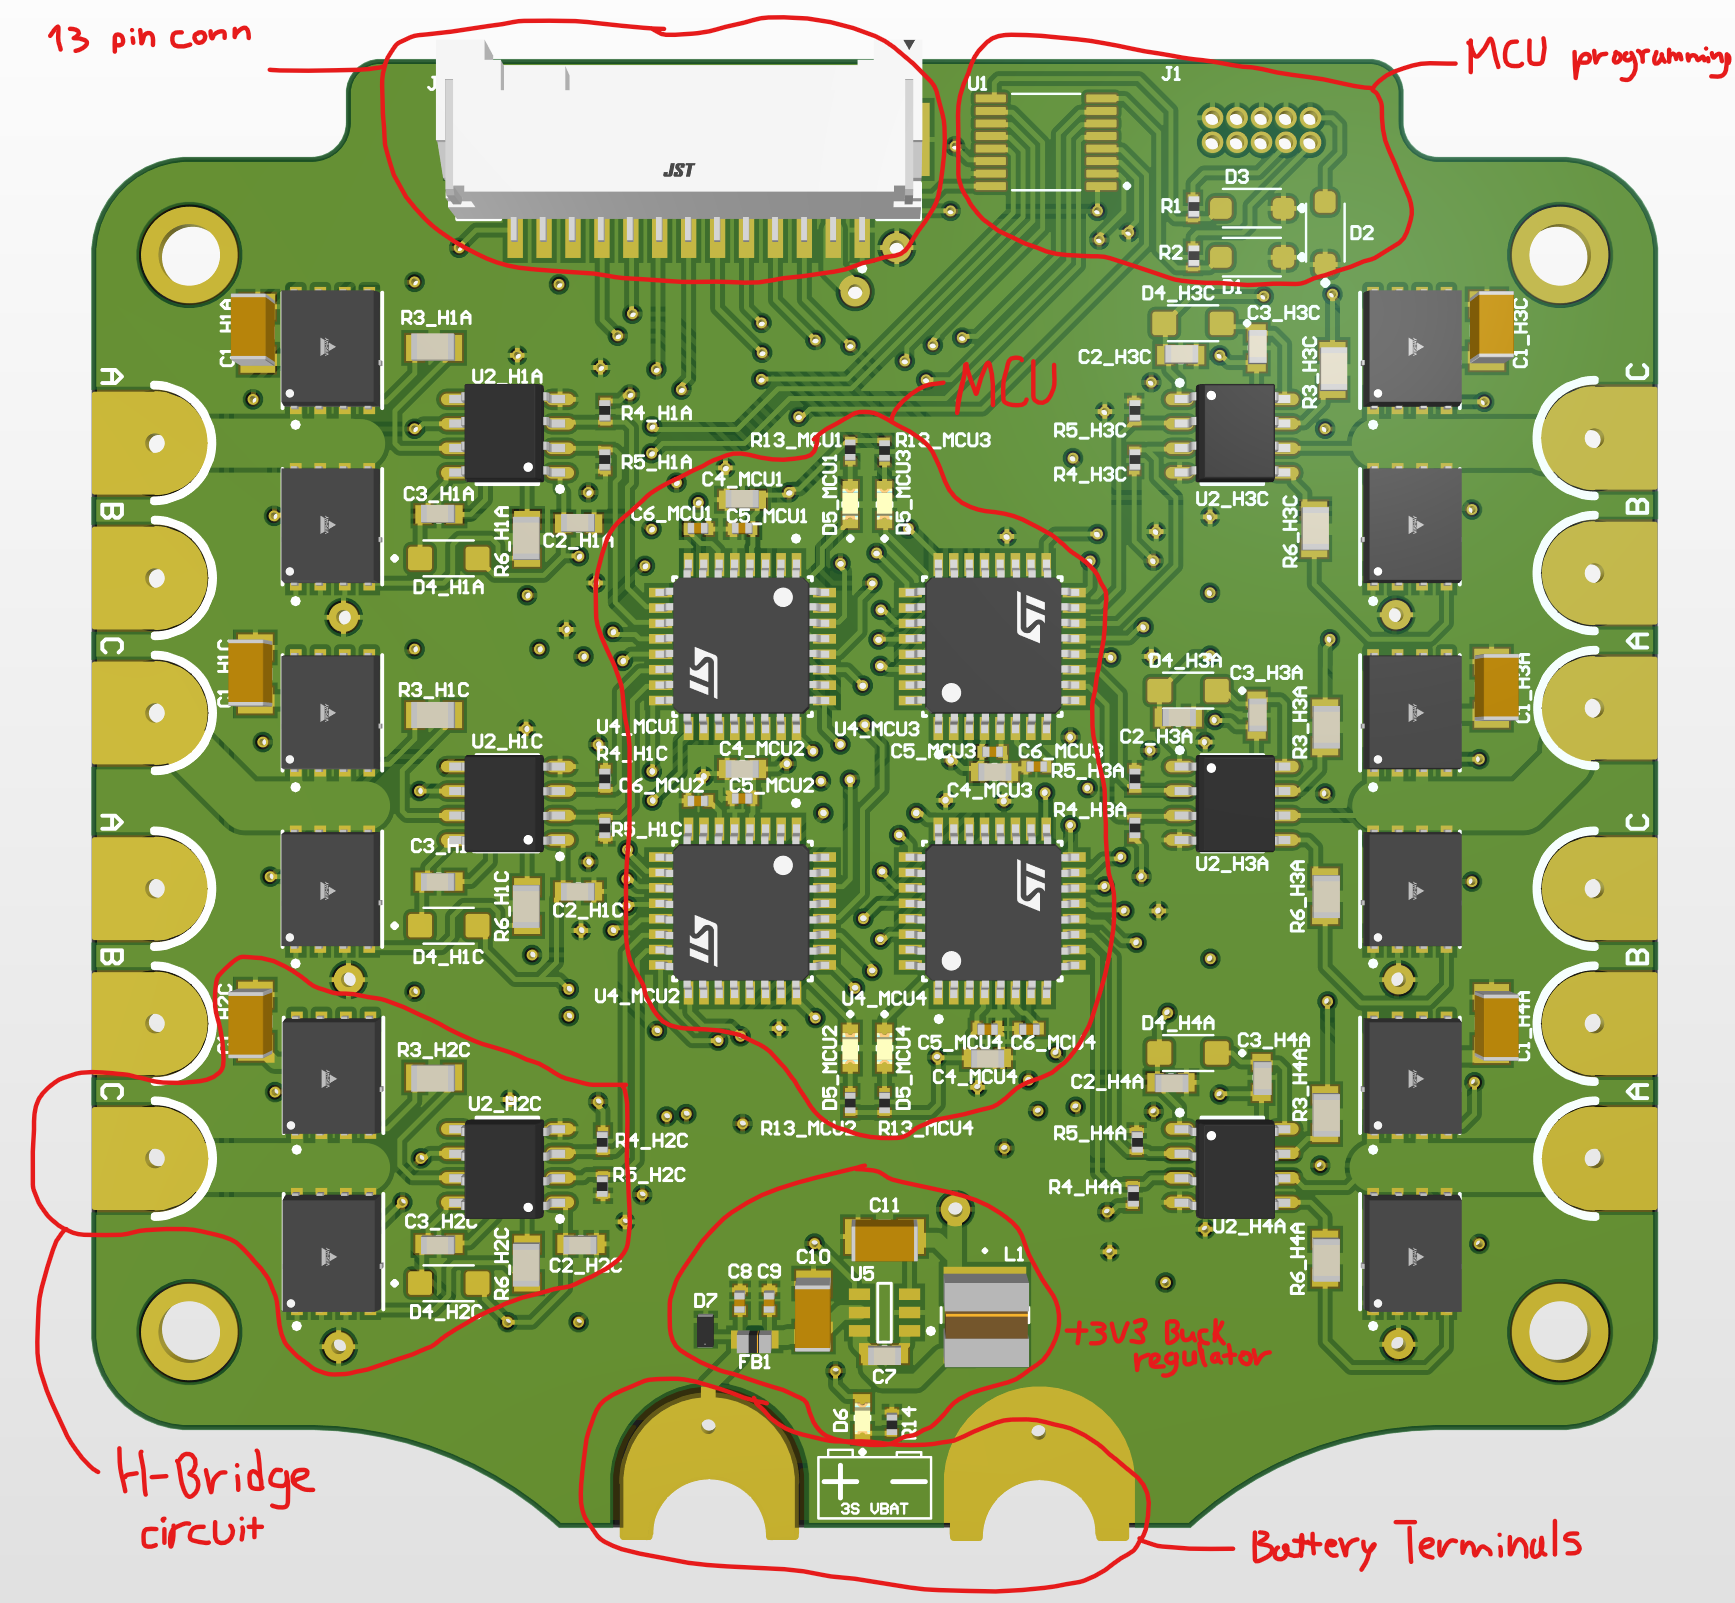 13 pin conn
MCU programming
J1
U1
JST
D3
R1
D2
R2
D1
C1_H1A
R3_H1A
D4_H3C
C3_H3C
C2_H3C
R3_H3C
C1_H3C
A
U2_H1A
MCU
C
R4_H1A
R5_H3C
R13_MCU1
R13_MCU3
R5_H1A
R4_H3C
C4_MCU1
D5_MCU1
D5_MCU3
C3_H1A
U2_H3C
B
C6_MCU1
C5_MCU1
R6_H1A
C2_H1A
R6_H3C
B
D4_H1A
ST
ST
C
C1_H1C
D4_H3A
A
R3_H1C
C3_H3A
R3_H3A
C1_H3A
U4_MCU1
U4_MCU3
U2_H1C
R4_H1C
C4_MCU2
C5_MCU3
C6_MCU3
C2_H3A
R5_H3A
C6_MCU2
C5_MCU2
C4_MCU3
R4_H3A
A
R5_H1C
C
C3_H1
U2_H3A
ST
ST
R6_H1C
C2_H1C
R6_H3A
B
D4_H1C
B
C1_H2C
U4_MCU2
U4_MCU4
D4_H4A
C1_H4A
R3_H2C
D5_MCU2
D5_MCU4
C5_MCU4
C6_MCU4
C3_H4A
R3_H4A
C
C4_MCU4
C2_H4A
A
U2_H2C
R13_MCU2
R13_MCU4
R5_H4A
R4_H2C
R5_H2C
R4_H4A
C3_H2C
C11
U2_H4A
R6_H2C
C2_H2C
C10
L1
R6_H4A
C8
C9
U5
D4_H2C
D7
+3V3 Buck
regulator
FB1
C7
D6
R14
H-Bridge
circuit
+ −
3S VBAT
Battery Terminals